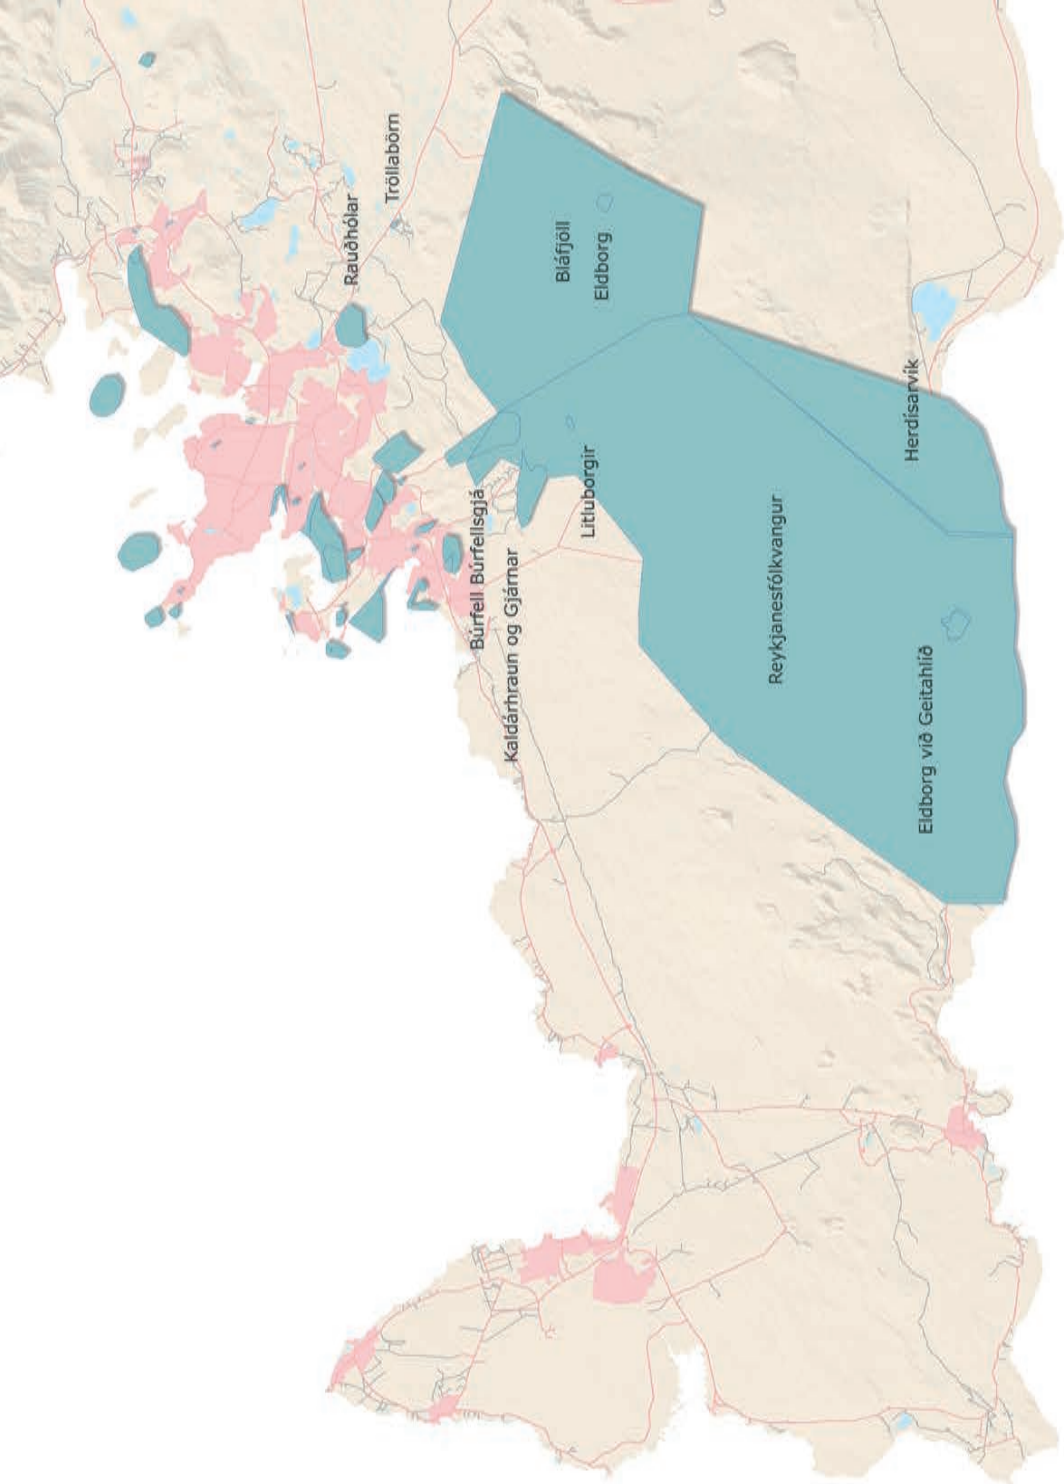 Tröllabörn
Rauðhólar
Bláfjöll
Eldborg
Herdísarvík
Litluborgir
Búrfell Búrfellsgjá
Kaldárhraun og Gjárnar
Reykjanesfólkvangur
Eldborg við Geitahlíð